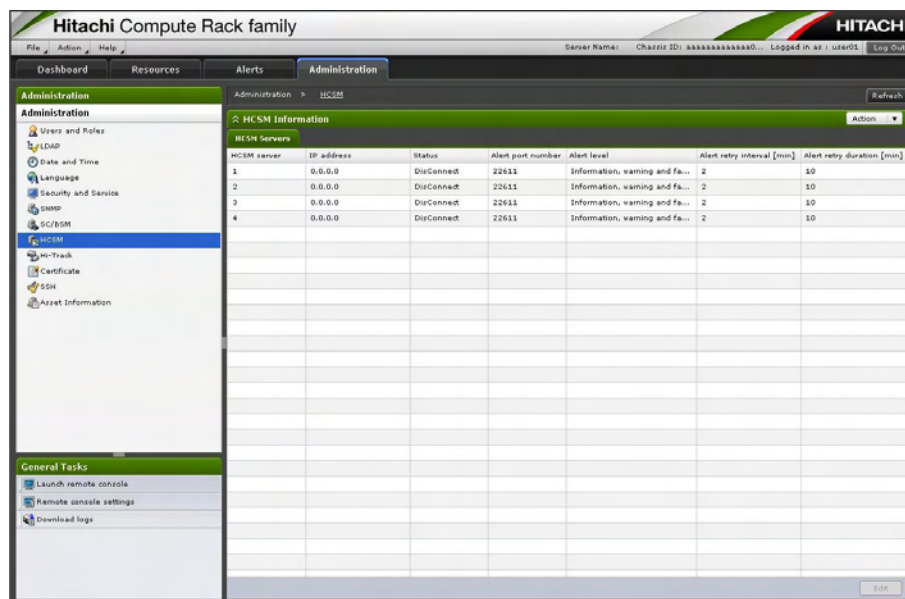 Hitachi Compute Rack family
HITACH
File Action Help
Server Name: Chassis ID: aaaaaaaaaaaaa0... Logged in as : user01 Log Out
Dashboard Resources Alerts Administration
Administration
Administration > HCSM
Refresh
Administration
HCSM Information
Action
Users and Roles
LDAP
Date and Time
Language
Security and Service
SNMP
SC/BSM
HCSM
Hi-Track
Certificate
SSH
Asset Information
HCSM Servers
HCSM server IP address Status Alert port number Alert level Alert retry interval [min] Alert retry duration [min]
1 0.0.0.0 DisConnect 22611 Information, warning and fa... 2 10
2 0.0.0.0 DisConnect 22611 Information, warning and fa... 2 10
3 0.0.0.0 DisConnect 22611 Information, warning and fa... 2 10
4 0.0.0.0 DisConnect 22611 Information, warning and fa... 2 10
General Tasks
Launch remote console
Remote console settings
Download logs
Edit